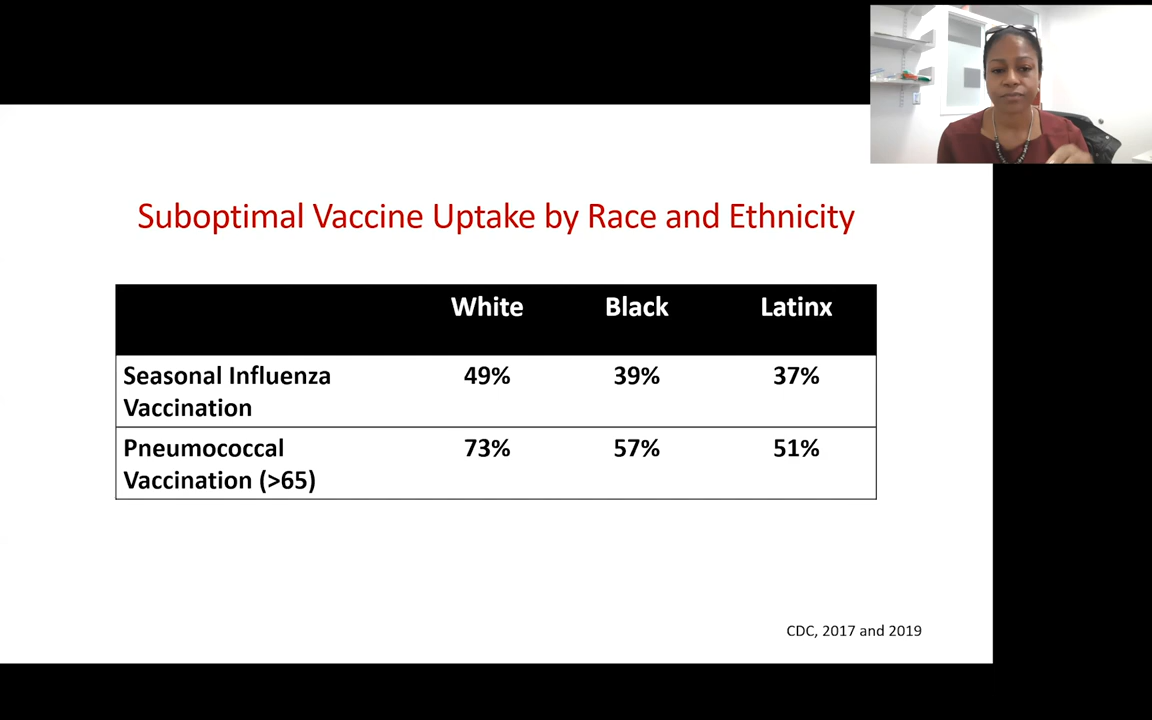 Suboptimal Vaccine Uptake by Race and Ethnicity
White Black Latinx
Seasonal Influenza 49% 39% 37%
Vaccination
Pneumococcal 73% 57% 51%
Vaccination (>65)
CDC, 2017 and 2019